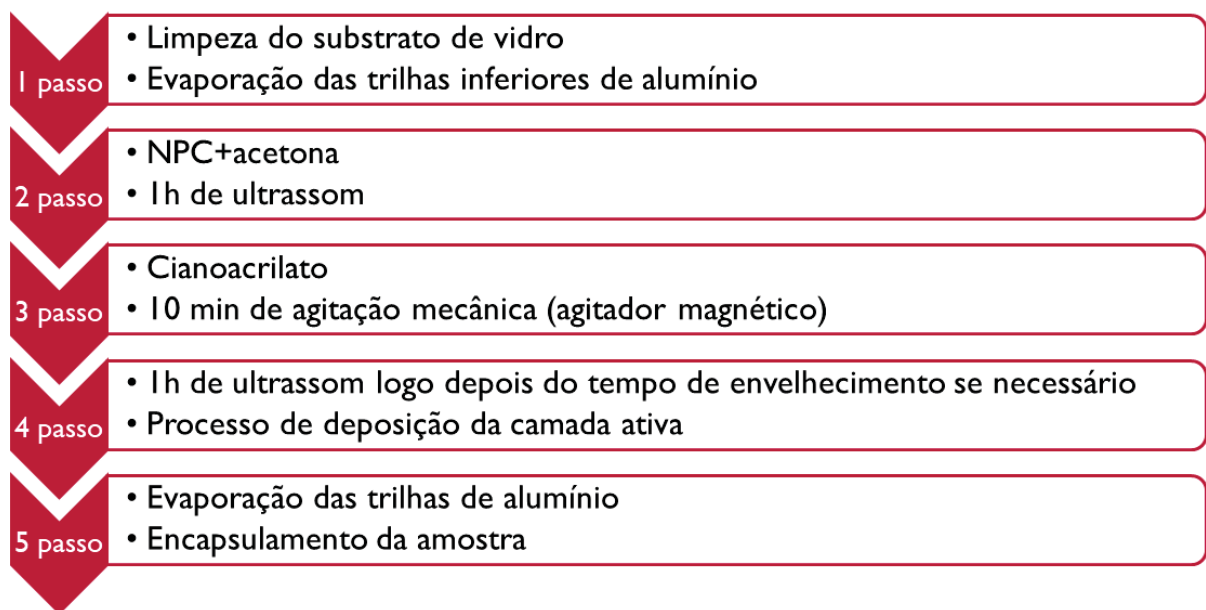 1 passo
• Limpeza do substrato de vidro
• Evaporação das trilhas inferiores de alumínio
2 passo
• NPC+acetona
• 1h de ultrassom
3 passo
• Cianoacrilato
• 10 min de agitação mecânica (agitador magnético)
4 passo
• 1h de ultrassom logo depois do tempo de envelhecimento se necessário
• Processo de deposição da camada ativa
5 passo
• Evaporação das trilhas de alumínio
• Encapsulamento da amostra